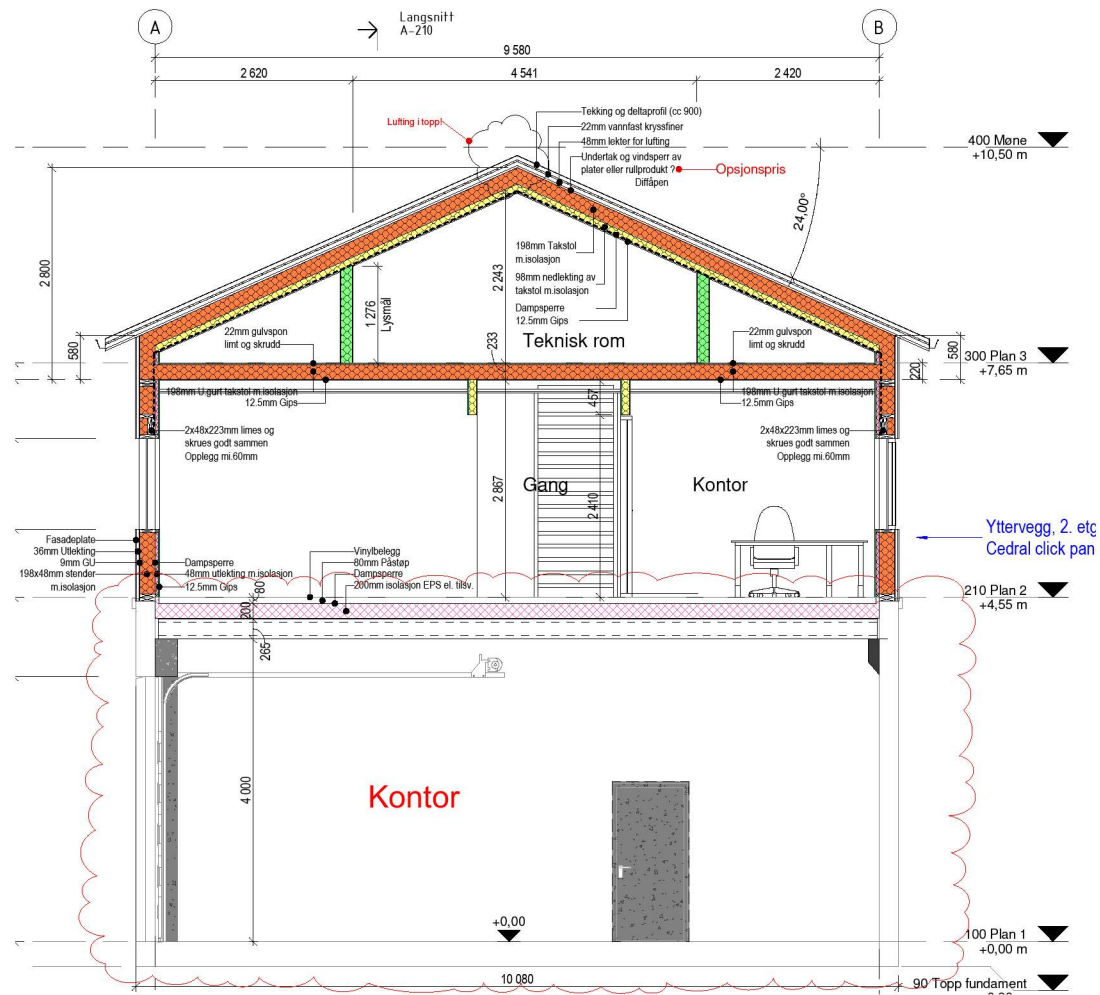 Langsnitt
A-210
A
B
9 580
2 620
4 541
2 420
Lufting i topp!
Tekking og deltaprofil (cc 900)
22mm vannfast kryssfiner
48mm lekter for lufting
Undertak og vindsperr av
plater eller rullprodukt ?
Diffåpen
Opsjonspris
400 Møne
+10,50 m
24,00°
2 800
580
198mm Takstol
m.isolasjon
98mm nedlekting av
takstol m.isolasjon
Dampsperre
12.5mm Gips
2 243
1 276
Lysmål
22mm gulvspon
limt og skrudd
233
Teknisk rom
22mm gulvspon
limt og skrudd
580
220
300 Plan 3
+7,65 m
198mm U.gurt takstol m.isolasjon
12.5mm Gips
457
198mm U.gurt takstol m.isolasjon
12.5mm Gips
2x48x223mm limes og
skrues godt sammen
Opplegg mi.60mm
2x48x223mm limes og
skrues godt sammen
Opplegg mi.60mm
2 867
Gang
2 410
Kontor
Yttervegg, 2. etg
Cedral click pan
Fasadeplate
36mm Utlekting
9mm GU
198x48mm stender
m.isolasjon
Dampsperre
48mm utlekting m.isolasjon
12.5mm Gips
Vinylbelegg
80mm Påstøp
Dampsperre
200mm isolasjon EPS el. tilsv.
80
200
265
210 Plan 2
+4,55 m
4 000
Kontor
+0,00
100 Plan 1
+0,00 m
10 080
90 Topp fundament